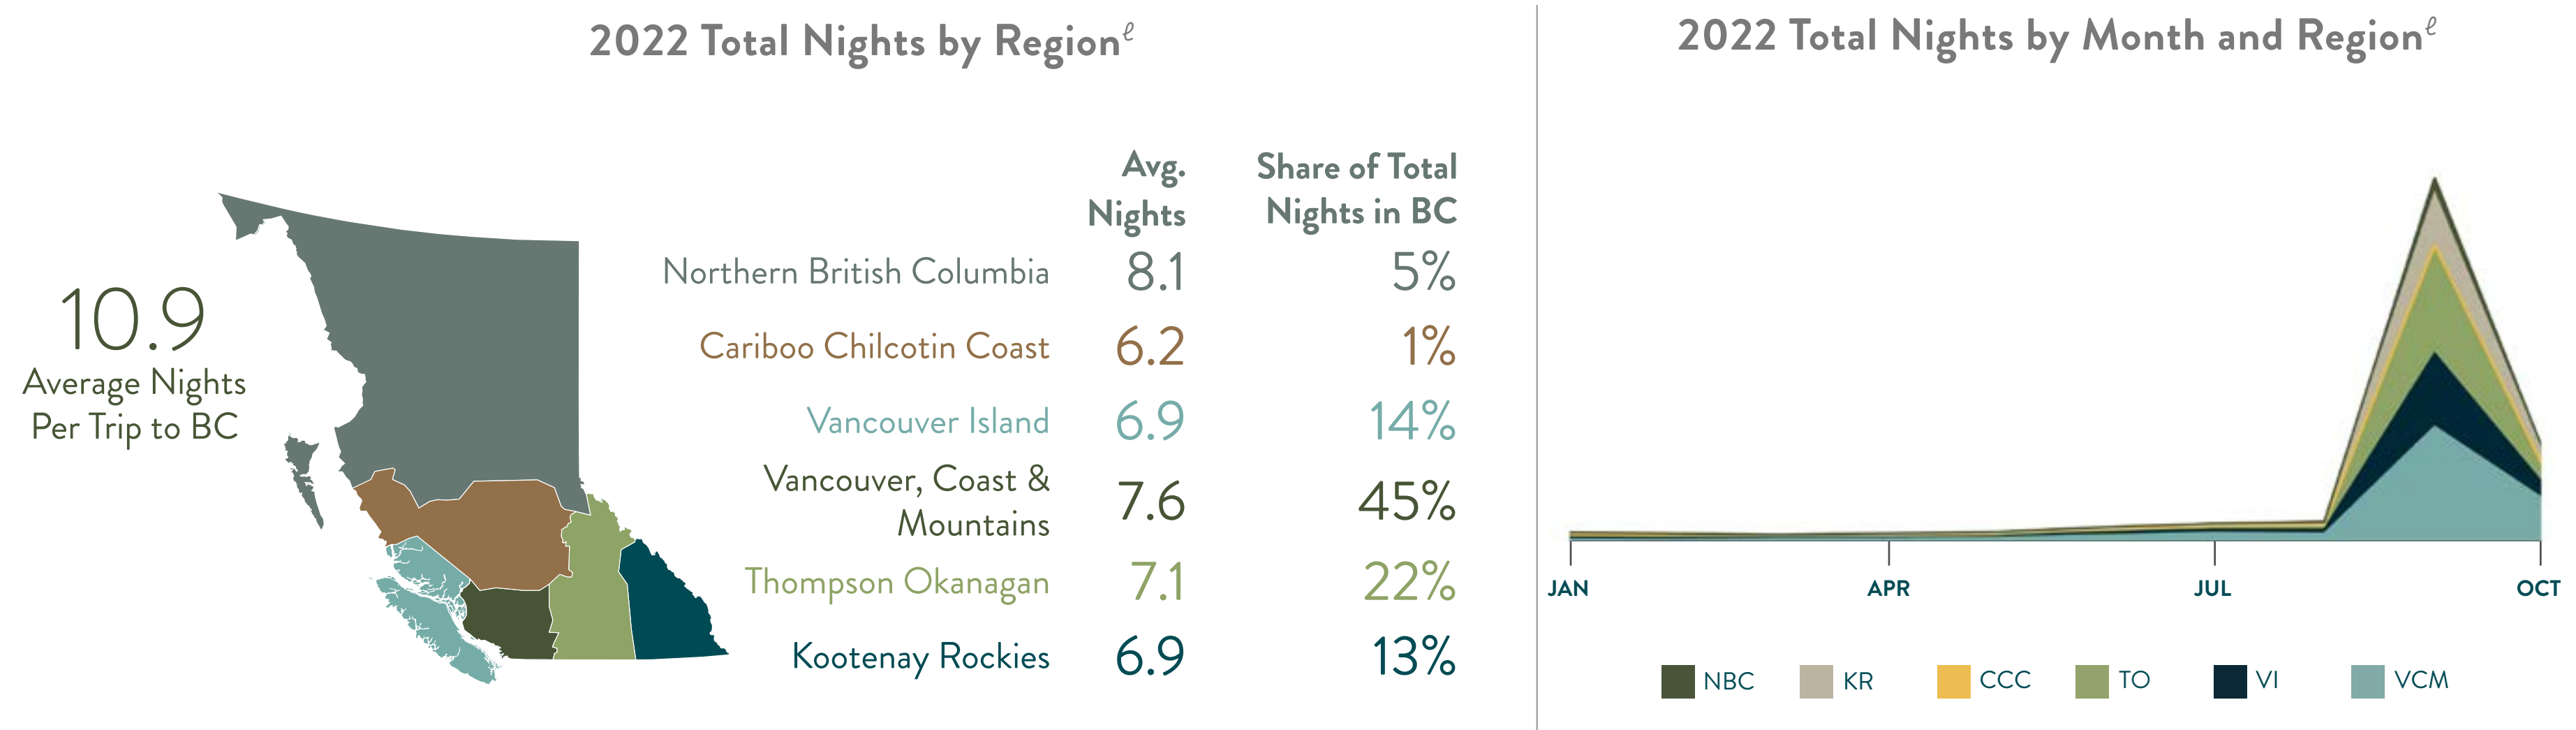 2022 Total Nights by Regionℓ
10.9
Average Nights
Per Trip to BC
Avg.
Nights
Share of Total
Nights in BC
Northern British Columbia 8.1 5%
Cariboo Chilcotin Coast 6.2 1%
Vancouver Island 6.9 14%
Vancouver, Coast &
Mountains 7.6 45%
Thompson Okanagan 7.1 22%
Kootenay Rockies 6.9 13%
2022 Total Nights by Month and Regionℓ
JAN APR JUL OCT
NBC KR CCC TO VI VCM